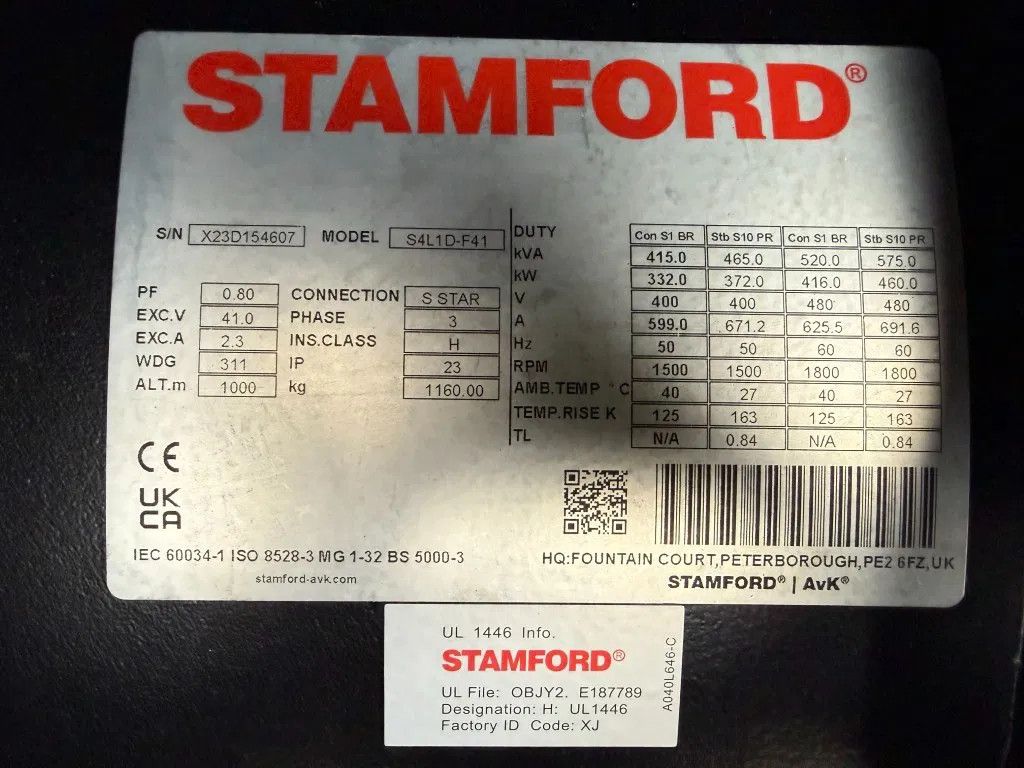 STAMFORD®
S/N X23D154607 MODEL S4L1D-F41
PF 0.80 CONNECTION S STAR
EXC.V 41.0 PHASE 3
EXC.A 2.3 INS.CLASS H
WDG 311 IP 23
ALT.m 1000 kg 1160.00
DUTY Con S1 BR Stb S10 PR Con S1 BR Stb S10 PR
kVA 415.0 465.0 520.0 575.0
kW 332.0 372.0 416.0 460.0
V 400 400 480 480
A 599.0 671.2 625.5 691.6
Hz 50 50 60 60
RPM 1500 1500 1800 1800
AMB.TEMP °C 40 27 40 27
TEMP.RISE K 125 163 125 163
TL N/A 0.84 N/A 0.84
CE
UK
CA
IEC 60034-1 ISO 8528-3 MG 1-32 BS 5000-3
stamford-avk.com
HQ:FOUNTAIN COURT,PETERBOROUGH,PE2 6FZ,UK
STAMFORD® | AvK®
UL 1446 Info.
STAMFORD®
UL File: OBJY2. E187789
Designation: H: UL1446
Factory ID Code: XJ
A040L646-C